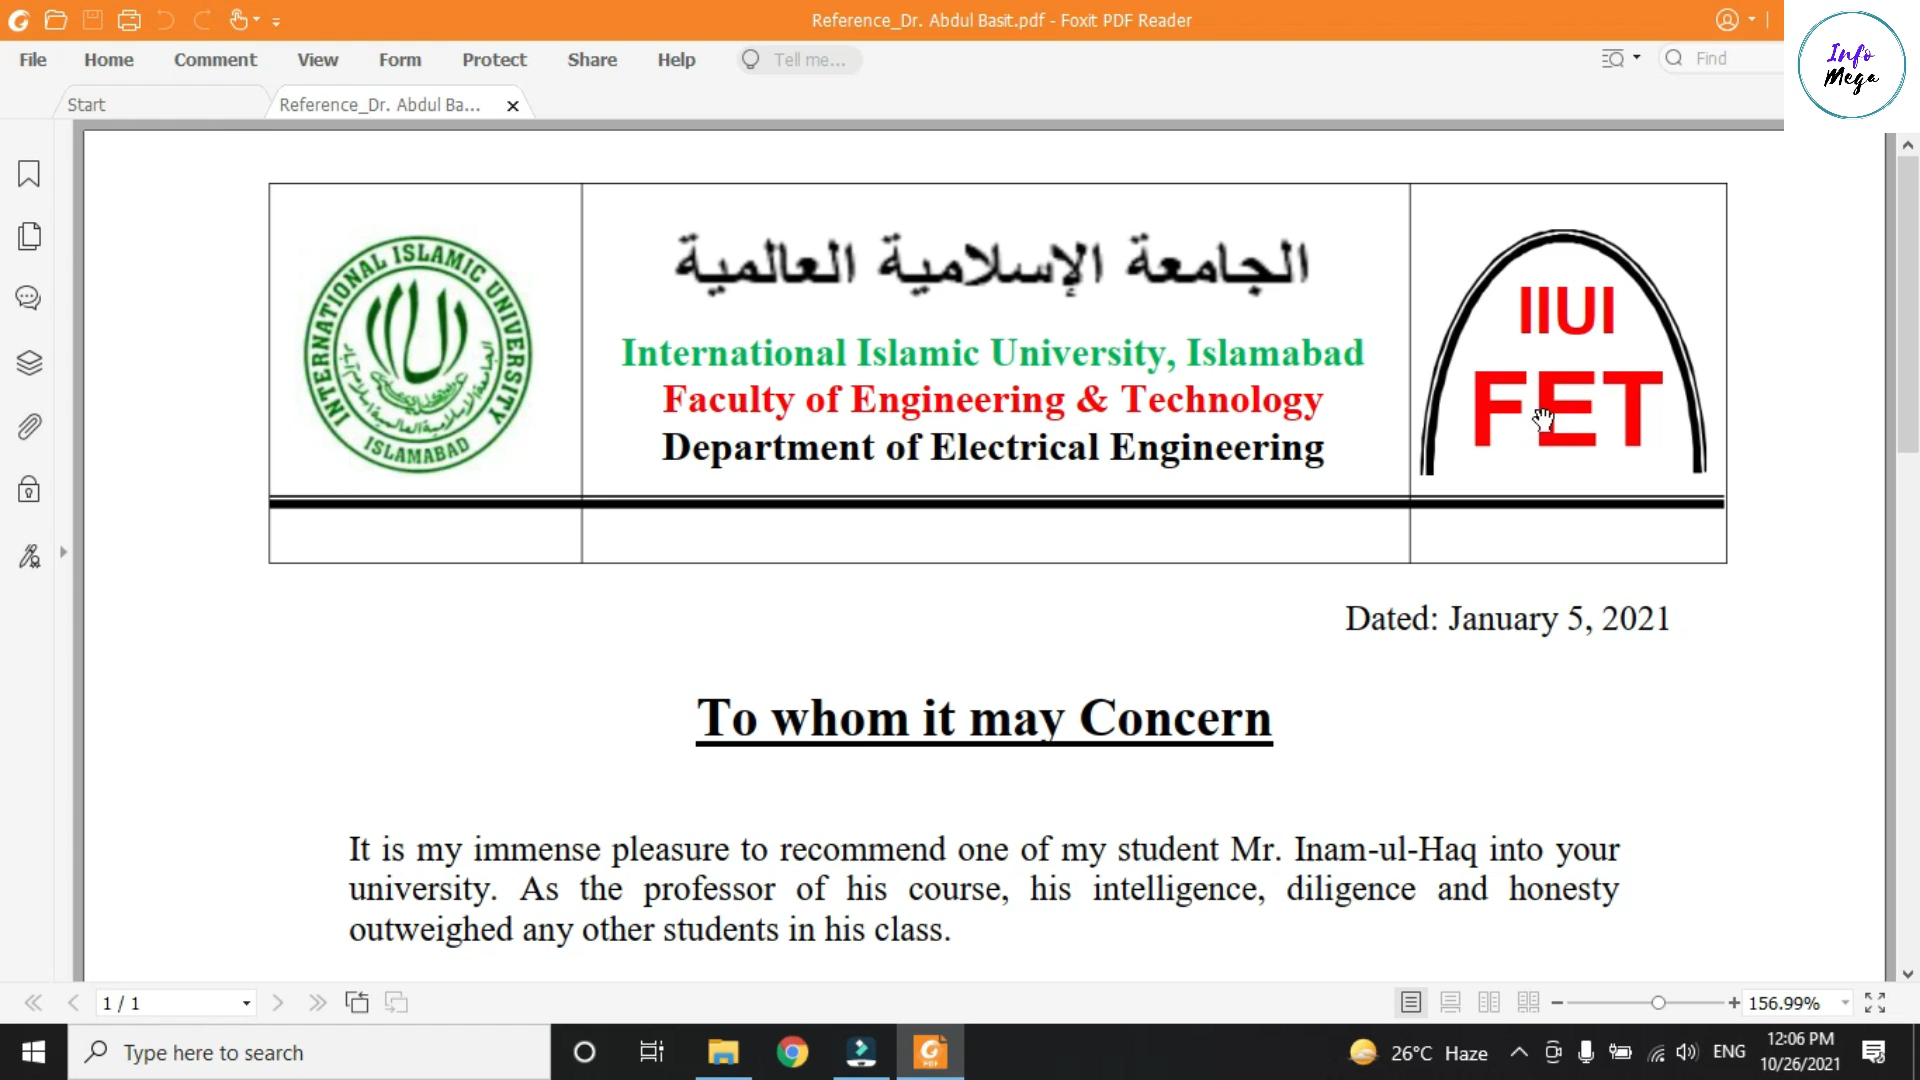 Reference_Dr. Abdul Basit.pdf - Foxit PDF Reader
File Home Comment View Form Protect Share Help Tell me... Find
Info
Mega
Start Reference_Dr. Abdul Ba...
INTERNATIONAL ISLAMIC UNIVERSITY
ISLAMABAD
الجامعة الإسلامية العالمية
International Islamic University, Islamabad
Faculty of Engineering & Technology
Department of Electrical Engineering
IIUI
FET
Dated: January 5, 2021
To whom it may Concern
It is my immense pleasure to recommend one of my student Mr. Inam-ul-Haq into your
university. As the professor of his course, his intelligence, diligence and honesty
outweighed any other students in his class.
1 / 1
156.99%
Type here to search
26°C Haze
ENG
12:06 PM
10/26/2021